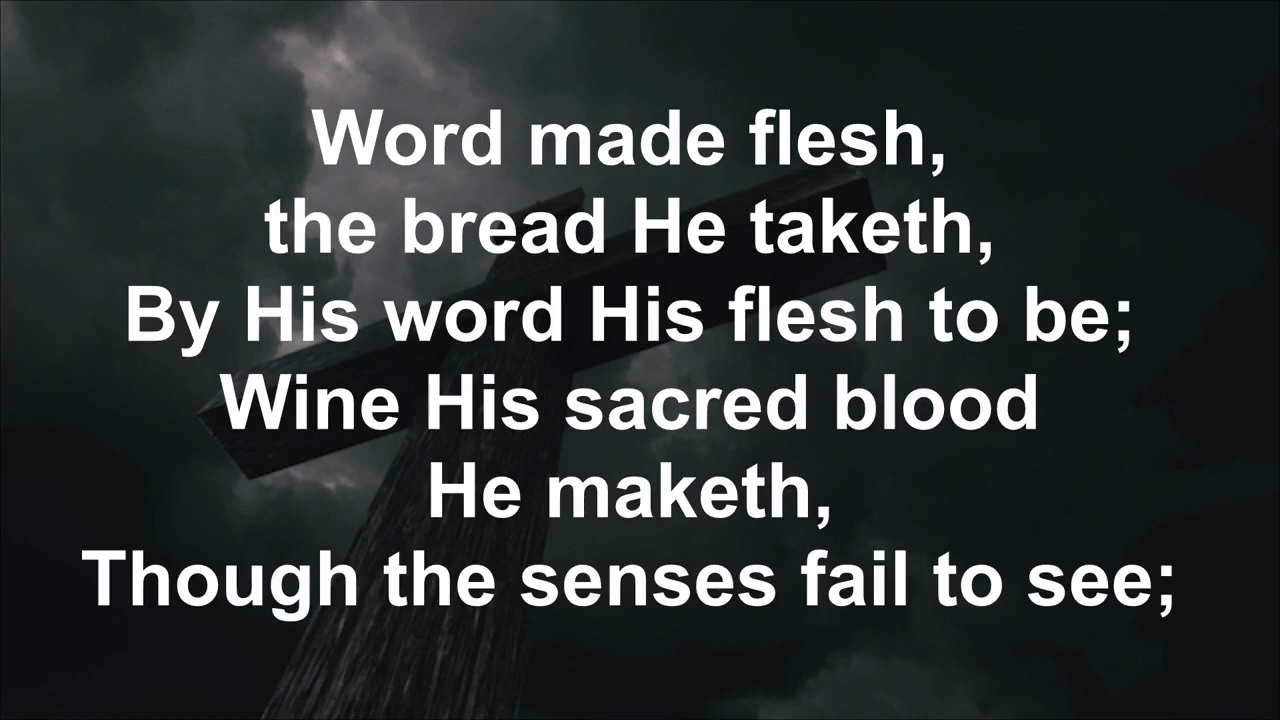 Word made flesh,
the bread He taketh,
By His word His flesh to be;
Wine His sacred blood
He maketh,
Though the senses fail to see;